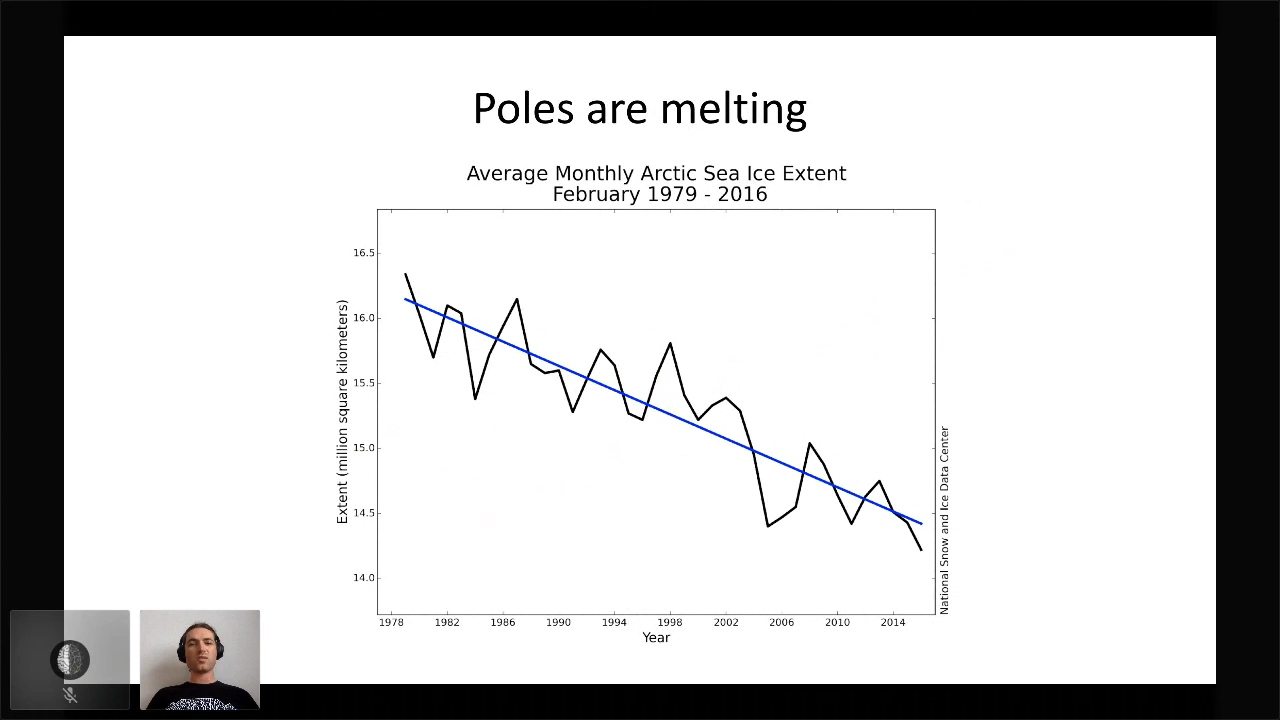 Poles are melting
Average Monthly Arctic Sea Ice Extent
February 1979 - 2016
16.5
16.0
15.5
15.0
14.5
14.0
Extent (million square kilometers)
1978 1982 1986 1990 1994 1998 2002 2006 2010 2014
Year
National Snow and Ice Data Center